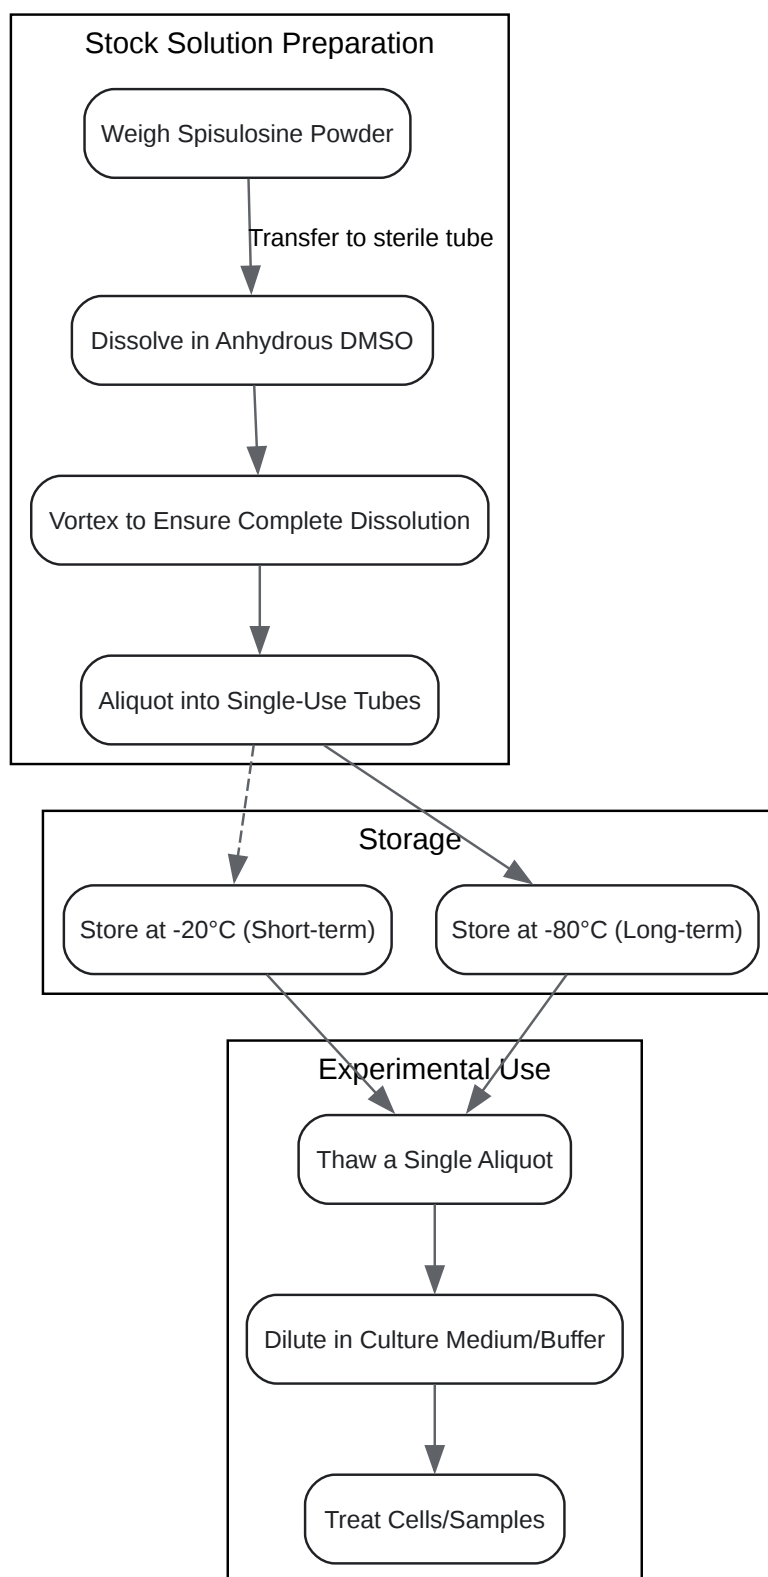 Stock Solution Preparation
Weigh Spisulosine Powder
Transfer to sterile tube
Dissolve in Anhydrous DMSO
Vortex to Ensure Complete Dissolution
Aliquot into Single-Use Tubes
Storage
Store at -20°C (Short-term)
Store at -80°C (Long-term)
Experimental Use
Thaw a Single Aliquot
Dilute in Culture Medium/Buffer
Treat Cells/Samples